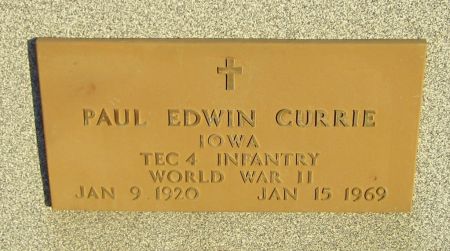 PAUL EDWIN CURRIE
IOWA
TEC 4 INFANTRY
WORLD WAR II
JAN 9 1920 JAN 15 1969